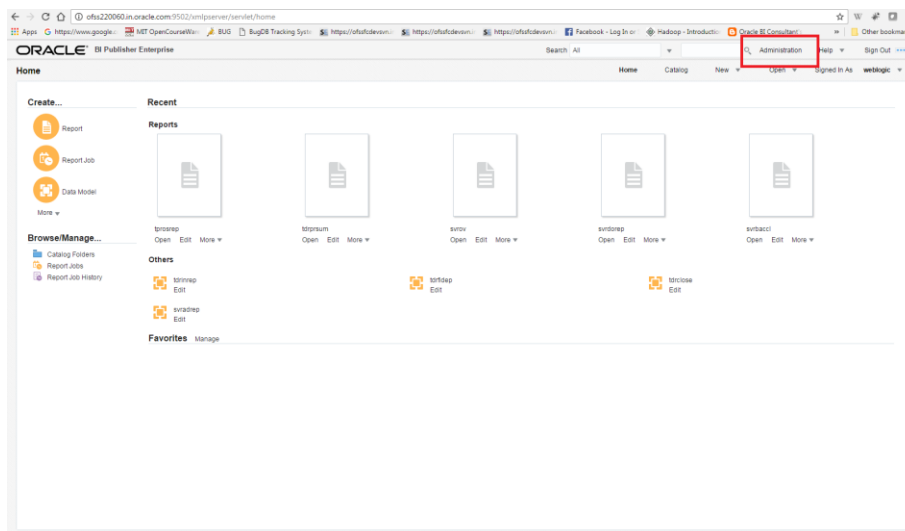 ofss220060.in.oracle.com:9502/xmlpserver/servlet/home
Apps https://www.google.c MIT OpenCourseWare BUG BugDB Tracking Syste https://ofssfcdevsvn.i https://ofssfcdevsvn.i https://ofssfcdevsvn.i Facebook - Log In or Hadoop - Introduction Oracle BI Consultant: » Other bookmar
ORACLE BI Publisher Enterprise Search All Administration Help Sign Out
Home Home Catalog New Open Signed In As weblogic
Create... Recent
Reports
Report
Report Job
Data Model
More
tprosrep tdrprsum svrov svrdorep svrbaccl
Open Edit More Open Edit More Open Edit More Open Edit More Open Edit More
Browse/Manage...
Catalog Folders
Report Jobs
Report Job History
Others
tdrinrep tdrfidep tdrclose
Edit Edit Edit
svradrep
Edit
Favorites Manage